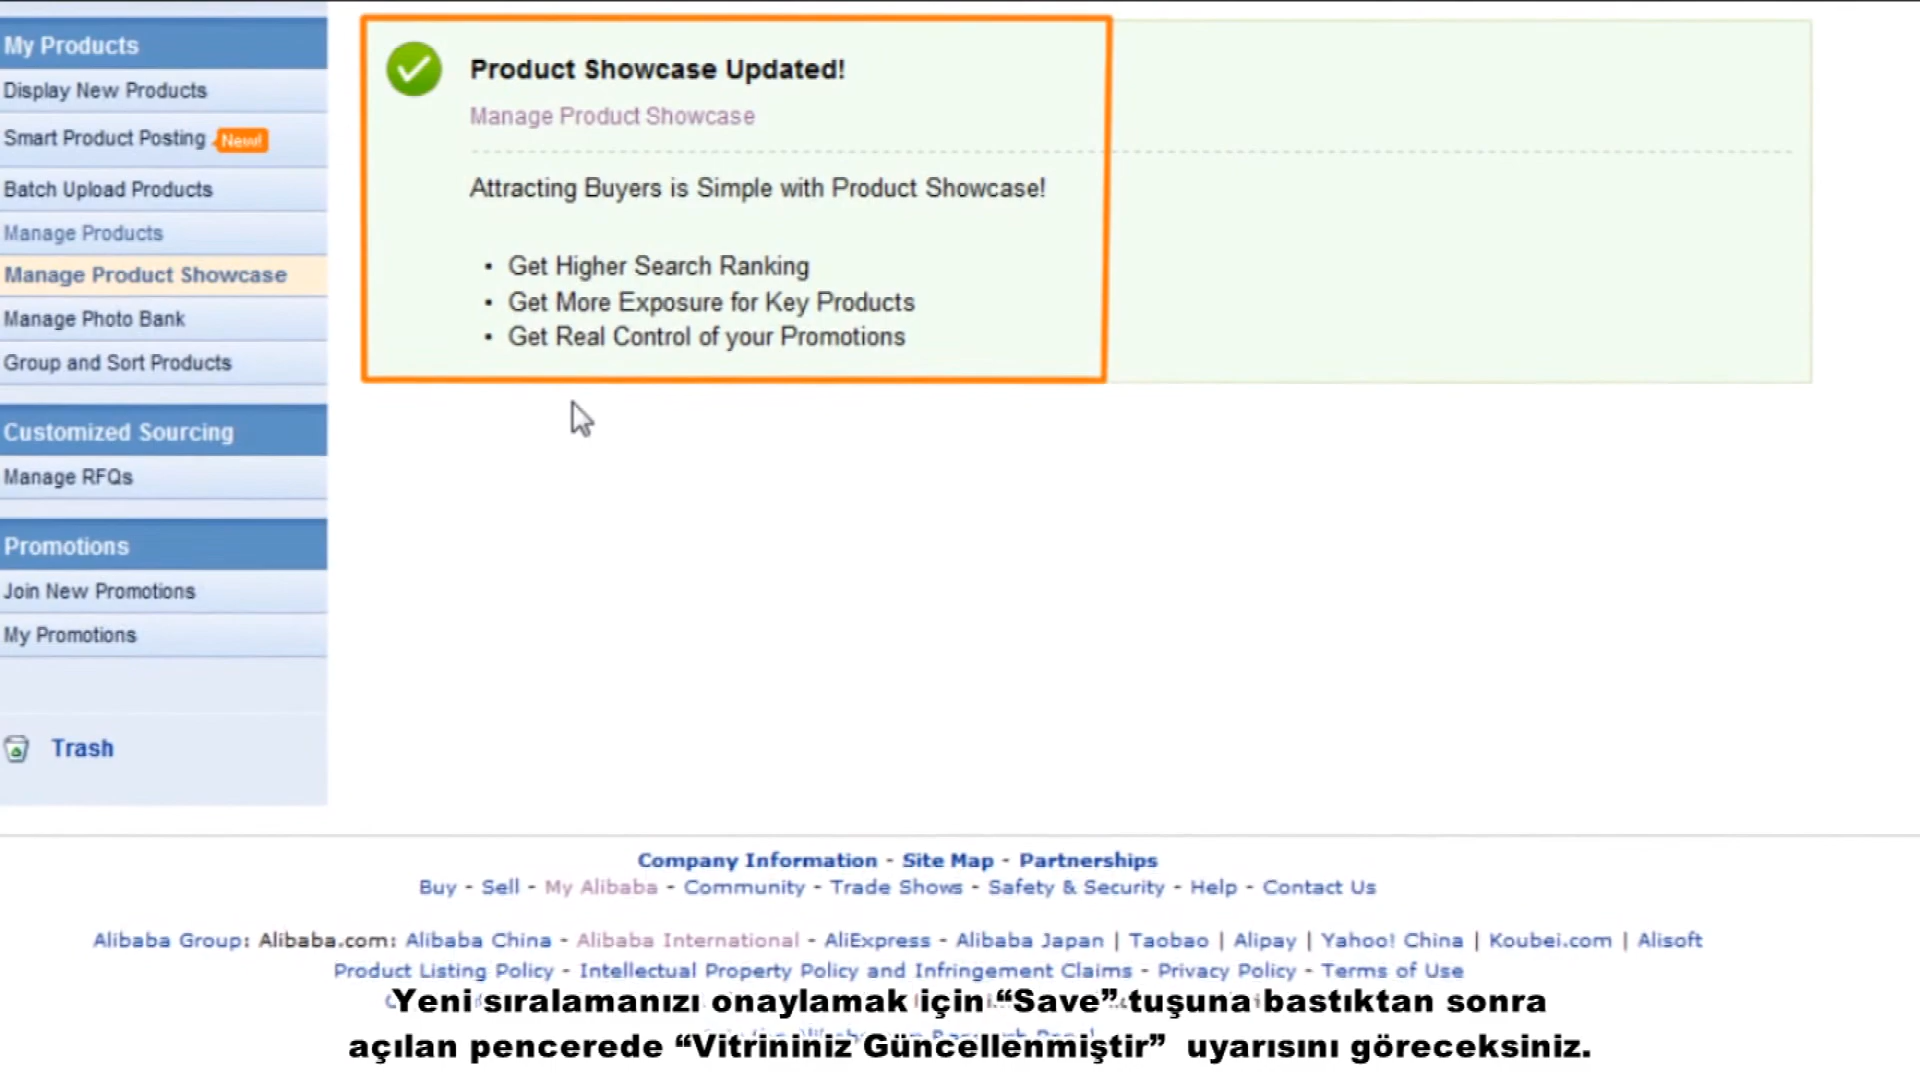 My Products
Display New Products
Smart Product Posting New!
Batch Upload Products
Manage Products
Manage Product Showcase
Manage Photo Bank
Group and Sort Products
Customized Sourcing
Manage RFQs
Promotions
Join New Promotions
My Promotions
Trash
Product Showcase Updated!
Manage Product Showcase
Attracting Buyers is Simple with Product Showcase!
• Get Higher Search Ranking
• Get More Exposure for Key Products
• Get Real Control of your Promotions
Company Information - Site Map - Partnerships
Buy - Sell - My Alibaba - Community - Trade Shows - Safety & Security - Help - Contact Us
Alibaba Group: Alibaba.com: Alibaba China - Alibaba International - AliExpress - Alibaba Japan | Taobao | Alipay | Yahoo! China | Koubei.com | Alisoft
Product Listing Policy - Intellectual Property Policy and Infringement Claims - Privacy Policy - Terms of Use
Yeni sıralamanızı onaylamak için “Save” tuşuna bastıktan sonra
açılan pencerede “Vitrininiz Güncellenmiştir” uyarısını göreceksiniz.